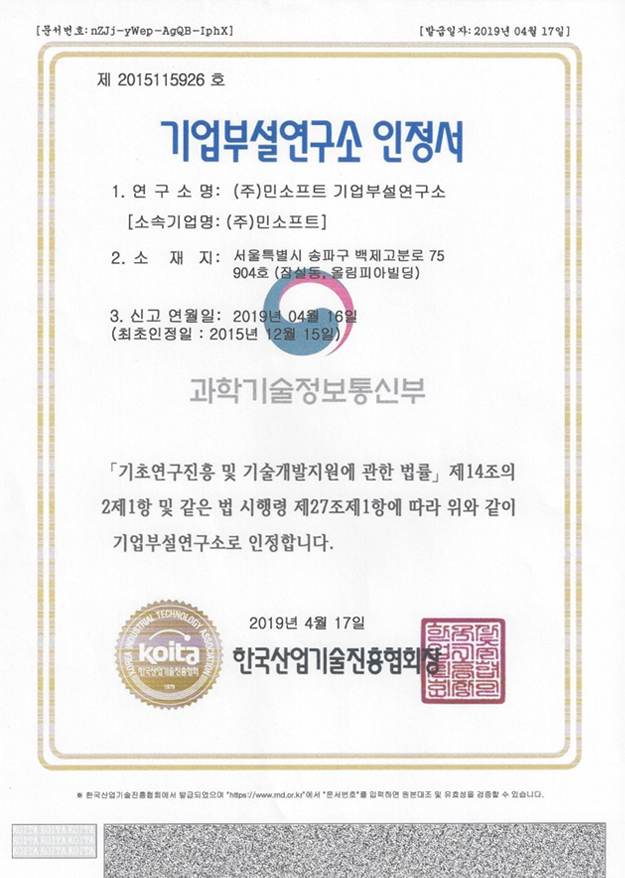 [문서번호: nZJj-yWep-AgQB-IphX] [발급일자: 2019년 04월 17일]
제 2015115926 호
기업부설연구소 인정서
1. 연 구 소 명: (주)민소프트 기업부설연구소
[소속기업명: (주)민소프트]
2. 소 재 지: 서울특별시 송파구 백제고분로 75
904호 (잠실동, 올림피아빌딩)
3. 신고 연월일: 2019년 04월 16일
(최초인정일 : 2015년 12월 15일)
과학기술정보통신부
「기초연구진흥 및 기술개발지원에 관한 법률」 제14조의
2제1항 및 같은 법 시행령 제27조제1항에 따라 위와 같이
기업부설연구소로 인정합니다.
2019년 4월 17일
KOREA INDUSTRIAL TECHNOLOGY ASSOCIATION
koita
한국산업기술진흥협회
1979
한국산업기술진흥협회장
※ 한국산업기술진흥협회에서 발급되었으며 "https://www.rnd.or.kr"에서 "문서번호"를 입력하면 원본대조 및 유효성을 검증할 수 있습니다.
KOITA KOITA KOITA
KOITA KOITA KOITA